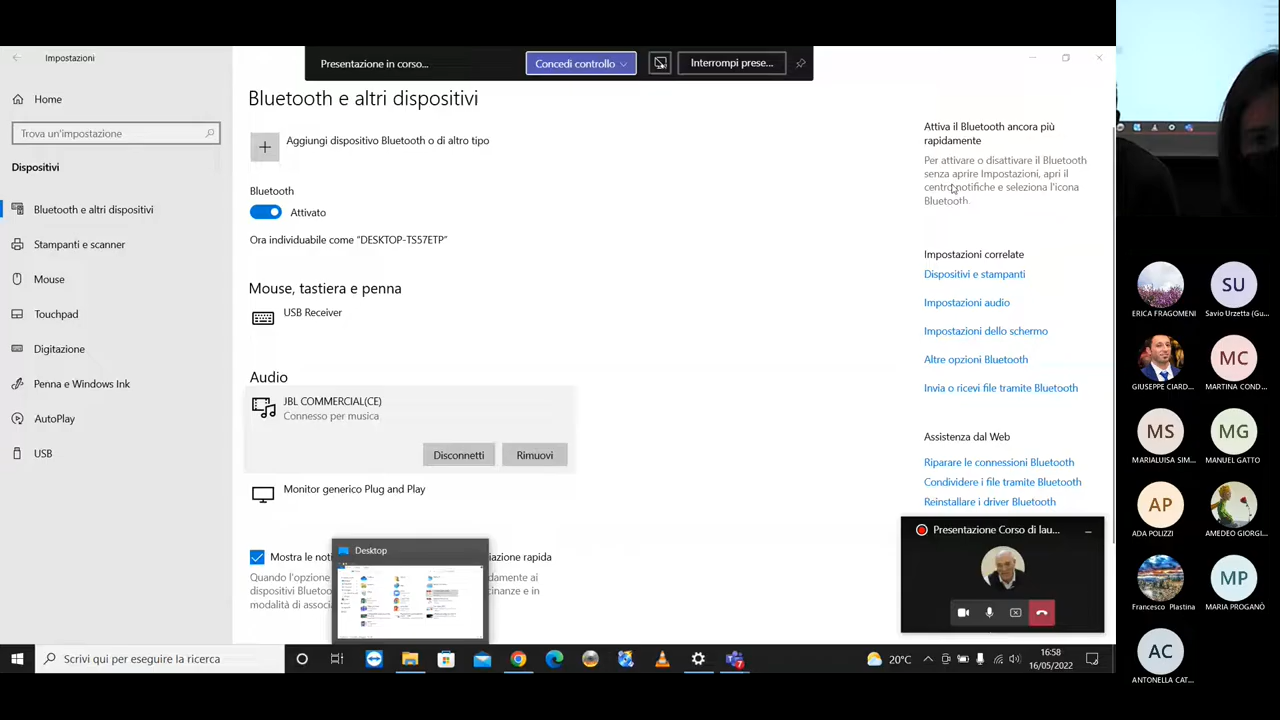 Impostazioni
Presentazione in corso...
Concedi controllo
Interrompi prese...
Home
Trova un'impostazione
Dispositivi
Bluetooth e altri dispositivi
Stampanti e scanner
Mouse
Touchpad
Digitazione
Penna e Windows Ink
AutoPlay
USB
Bluetooth e altri dispositivi
Aggiungi dispositivo Bluetooth o di altro tipo
Bluetooth
Attivato
Ora individuabile come "DESKTOP-TS57ETP"
Mouse, tastiera e penna
USB Receiver
Audio
JBL COMMERCIAL(CE)
Connesso per musica
Disconnetti
Rimuovi
Monitor generico Plug and Play
Mostra le noti
iazione rapida
Quando l'opzione
damente ai
dispositivi Bluetoo
cinanze e in
modalità di associa
Desktop
Attiva il Bluetooth ancora più
rapidamente
Per attivare o disattivare il Bluetooth
senza aprire Impostazioni, apri il
centro notifiche e seleziona l'icona
Bluetooth.
Impostazioni correlate
Dispositivi e stampanti
Impostazioni audio
Impostazioni dello schermo
Altre opzioni Bluetooth
Invia o ricevi file tramite Bluetooth
Assistenza dal Web
Riparare le connessioni Bluetooth
Condividere i file tramite Bluetooth
Reinstallare i driver Bluetooth
Presentazione Corso di lau...
ERICA FRAGOMENI
SU
Savio Urzetta (Gu...
GIUSEPPE CIARD...
MC
MARTINA COND...
MS
MARIALUISA SIM...
MG
MANUEL GATTO
AP
ADA POLIZZI
AMEDEO GIORGI...
Francesco Plastina
MP
MARIA PROGANÒ
AC
ANTONELLA CAT...
Scrivi qui per eseguire la ricerca
20°C
16:58
16/05/2022